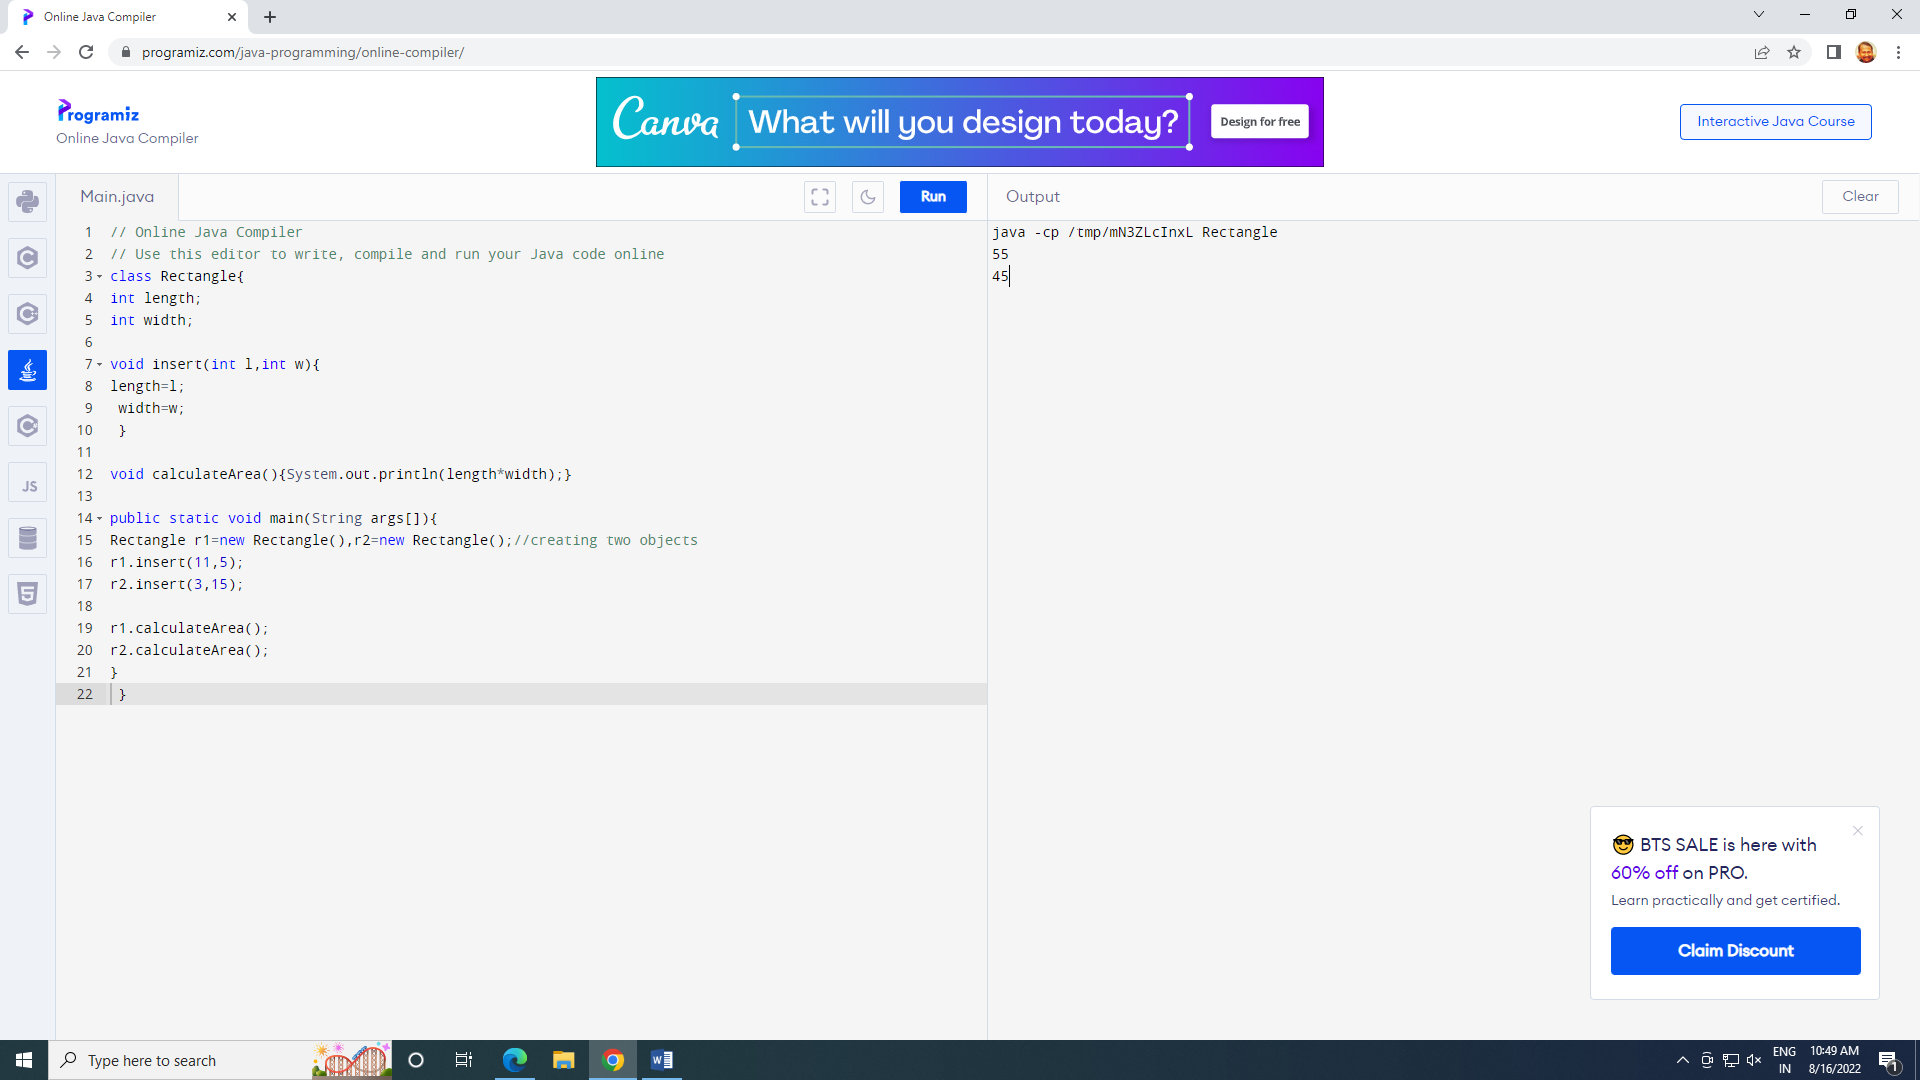 Online Java Compiler
programiz.com/java-programming/online-compiler/
Programiz
Online Java Compiler
Canva
What will you design today?
Design for free
Interactive Java Course
Main.java
Run
Output
Clear
1 // Online Java Compiler
2 // Use this editor to write, compile and run your Java code online
3 class Rectangle{
4 int length;
5 int width;
6
7 void insert(int l,int w){
8 length=l;
9  width=w;
10  }
11
12 void calculateArea(){System.out.println(length*width);}
13
14 public static void main(String args[]){
15 Rectangle r1=new Rectangle(),r2=new Rectangle();//creating two objects
16 r1.insert(11,5);
17 r2.insert(3,15);
18
19 r1.calculateArea();
20 r2.calculateArea();
21 }
22  }
java -cp /tmp/mN3ZLcInxL Rectangle
55
45
JS
BTS SALE is here with
60% off on PRO.
Learn practically and get certified.
Claim Discount
Type here to search
ENG
IN
10:49 AM
8/16/2022
1